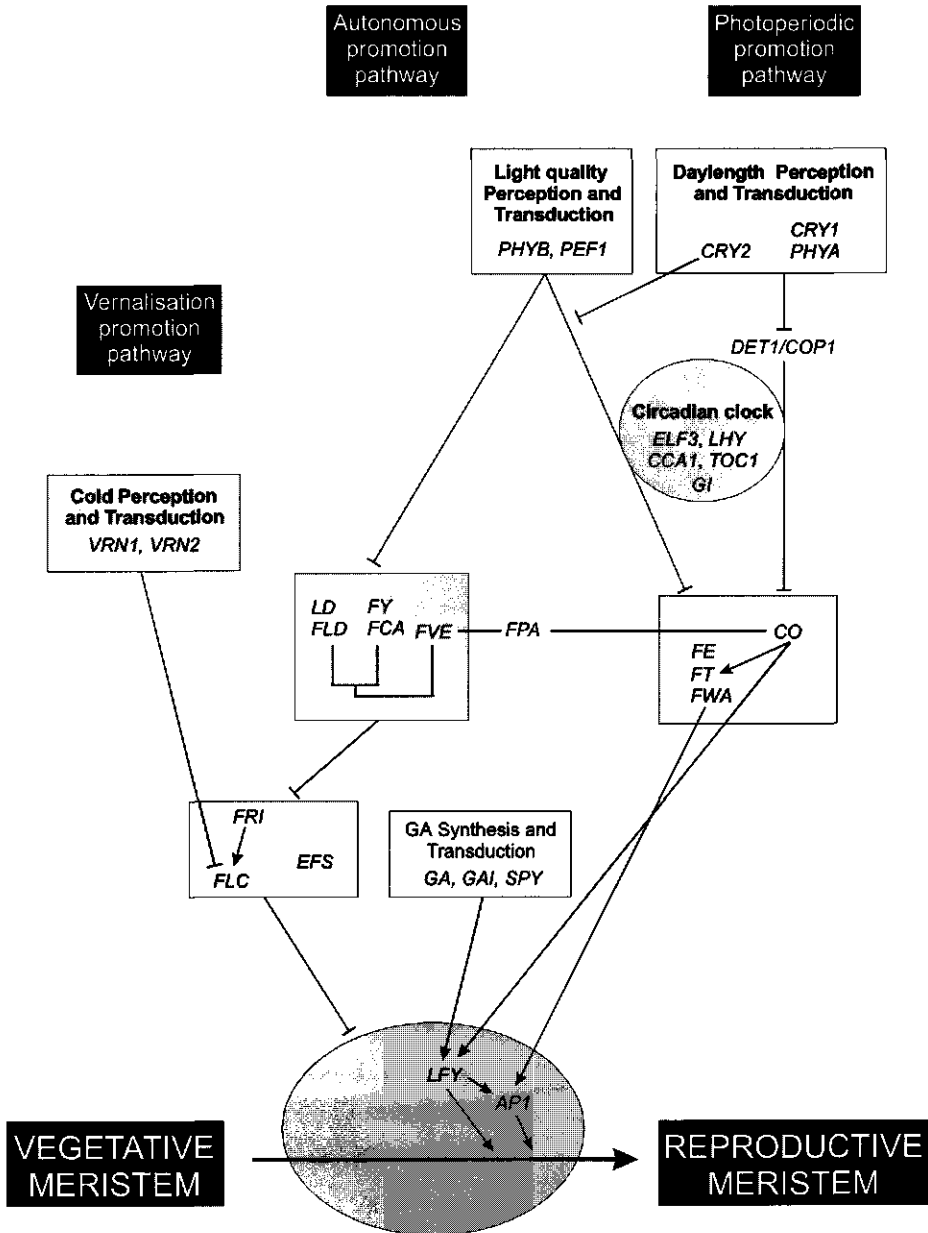 Autonomous
promotion
pathway
Photoperiodic
promotion
pathway
Light quality
Perception and
Transduction
PHYB, PEF1
Daylength Perception
and Transduction
CRY1
CRY2 PHYA
Vernalisation
promotion
pathway
DET1/COP1
Circadian clock
ELF3, LHY
CCA1, TOC1
GI
Cold Perception
and Transduction
VRN1, VRN2
LD FY
FLD FCA FVE
FPA
CO
FE
FT
FWA
FRI
FLC EFS
GA Synthesis and
Transduction
GA, GAI, SPY
LFY
AP1
VEGETATIVE
MERISTEM
REPRODUCTIVE
MERISTEM